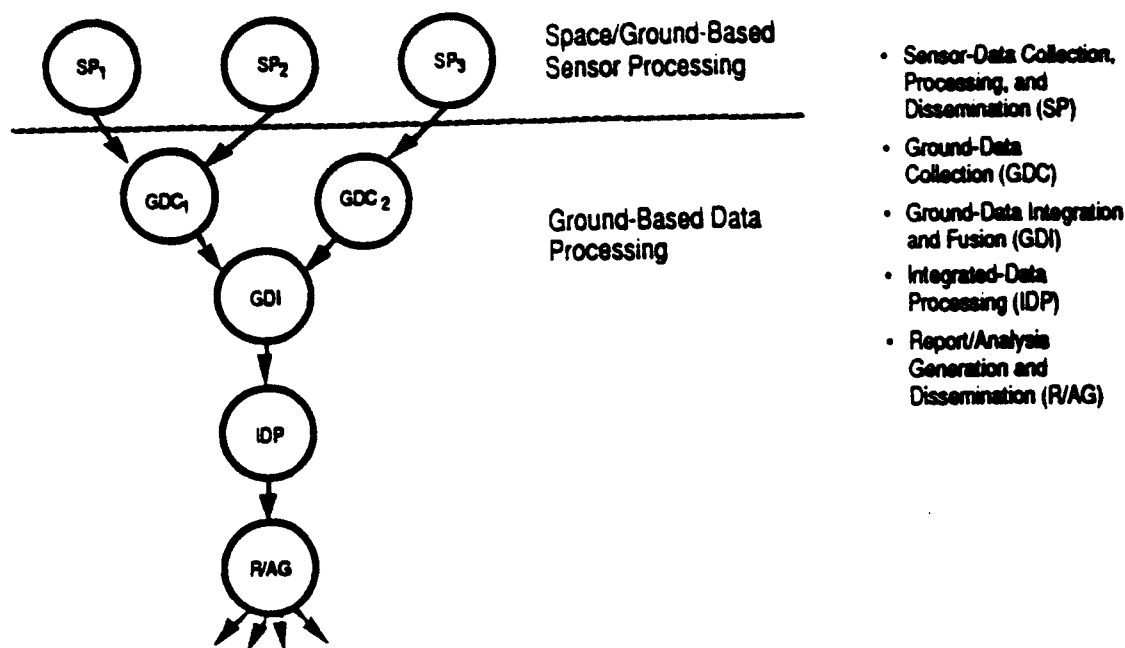 SP1
SP2
SP3
Space/Ground-Based
Sensor Processing
GDC1
GDC2
Ground-Based Data
Processing
GDI
IDP
R/AG
• Sensor-Data Collection,
Processing, and
Dissemination (SP)
• Ground-Data
Collection (GDC)
• Ground-Data Integration
and Fusion (GDI)
• Integrated-Data
Processing (IDP)
• Report/Analysis
Generation and
Dissemination (R/AG)